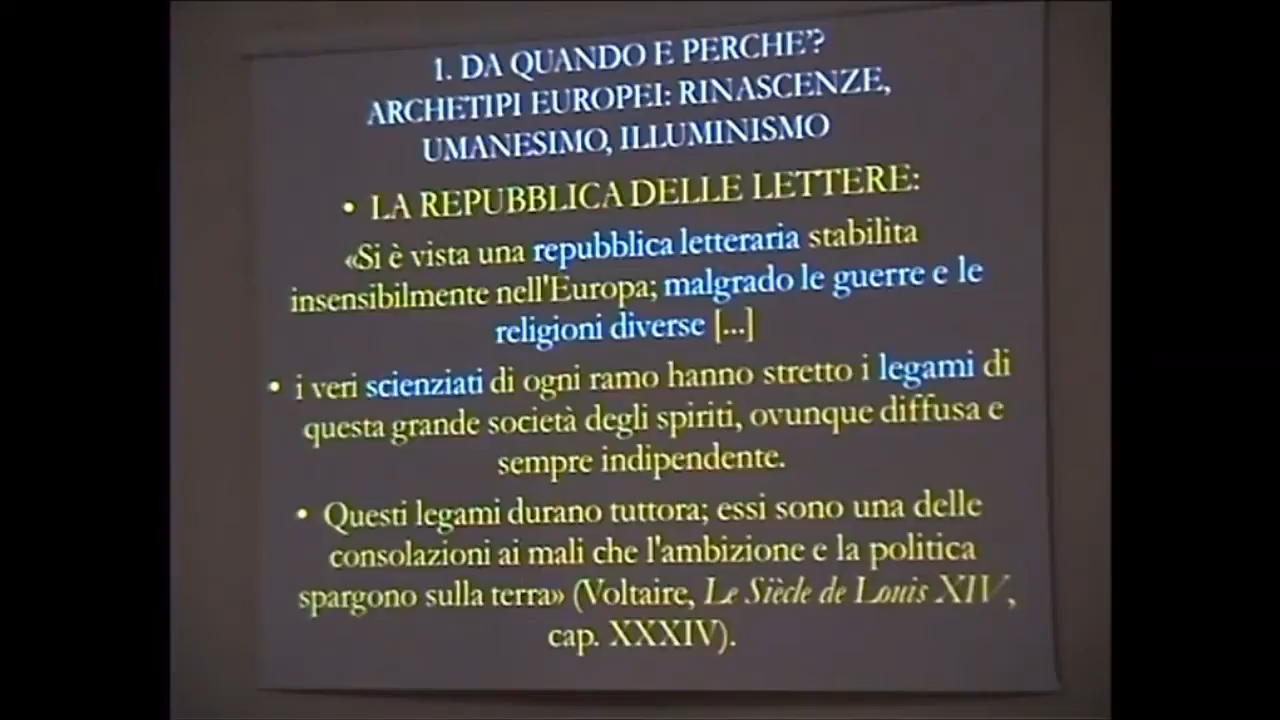 1. DA QUANDO E PERCHE'?
ARCHETIPI EUROPEI: RINASCENZE,
UMANESIMO, ILLUMINISMO
• LA REPUBBLICA DELLE LETTERE:
«Si è vista una repubblica letteraria stabilita
insensibilmente nell'Europa; malgrado le guerre e le
religioni diverse [...]
• i veri scienziati di ogni ramo hanno stretto i legami di
questa grande società degli spiriti, ovunque diffusa e
sempre indipendente.
• Questi legami durano tuttora; essi sono una delle
consolazioni ai mali che l'ambizione e la politica
spargono sulla terra» (Voltaire, Le Siècle de Louis XIV,
cap. XXXIV).